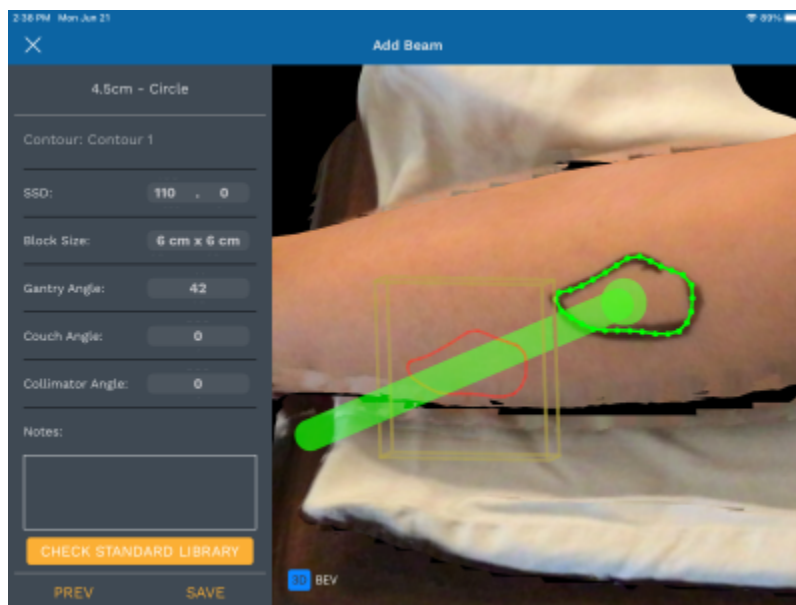 2:38 PM Mon Jun 21
89%
Add Beam
4.5cm - Circle
Contour: Contour 1
SSD: 110 . 0
Block Size: 6 cm x 6 cm
Gantry Angle: 42
Couch Angle: 0
Collimator Angle: 0
Notes:
CHECK STANDARD LIBRARY
PREV SAVE
3D BEV